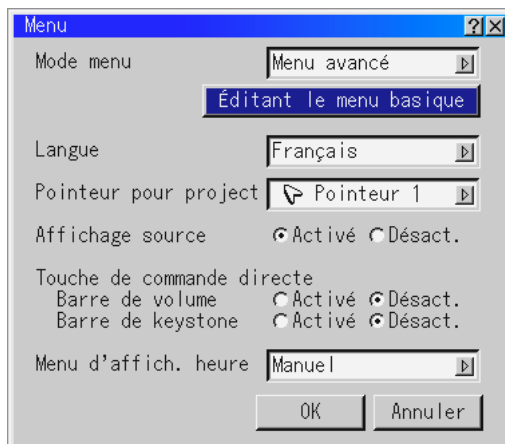 Menu
Mode menu Menu avancé
Éditant le menu basique
Langue Français
Pointeur pour project Pointeur 1
Affichage source Activé Désact.
Touche de commande directe
Barre de volume Activé Désact.
Barre de keystone Activé Désact.
Menu d'affich. heure Manuel
OK Annuler